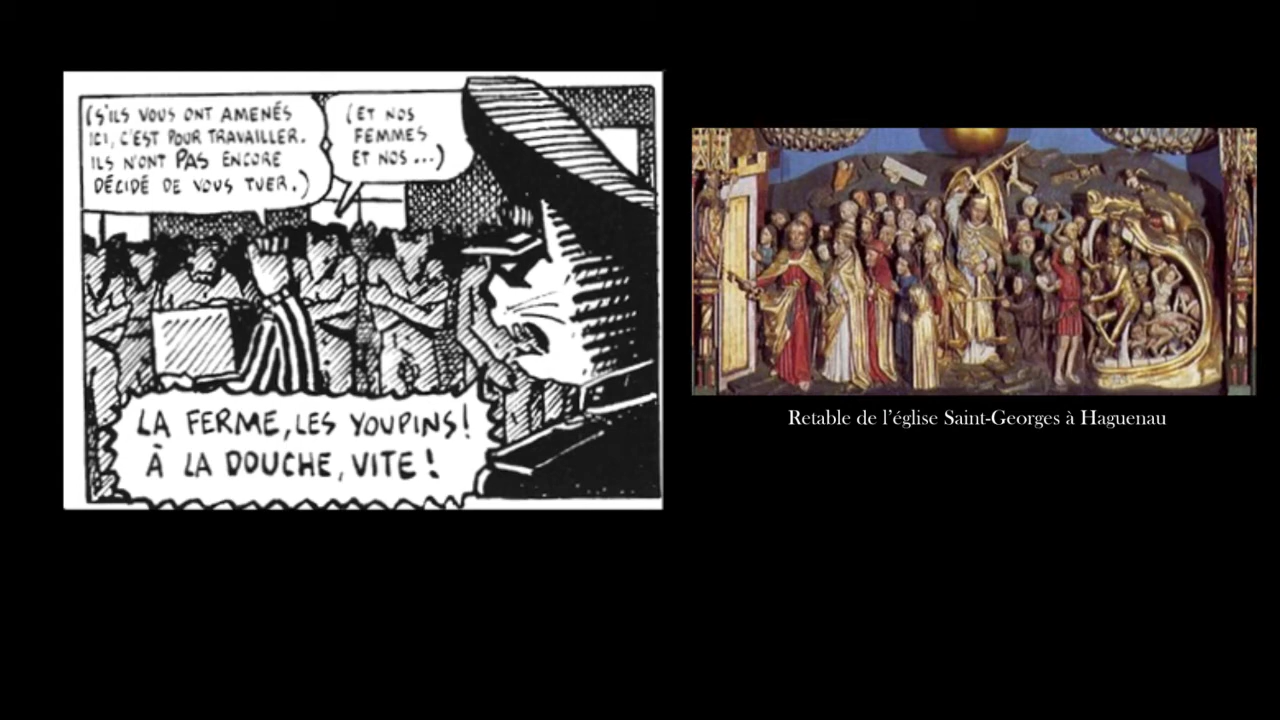 (S'ILS VOUS ONT AMENÉS
ICI, C'EST POUR TRAVAILLER.
ILS N'ONT PAS ENCORE
DÉCIDÉ DE VOUS TUER.)
(ET NOS
FEMMES
ET NOS...)
LA FERME, LES YOUPINS!
À LA DOUCHE, VITE!
Retable de l'église Saint-Georges à Haguenau